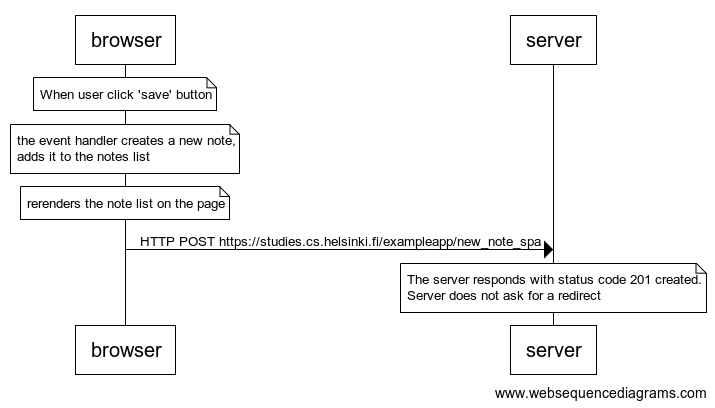 browser
server
When user click 'save' button
the event handler creates a new note,
adds it to the notes list
rerenders the note list on the page
HTTP POST https://studies.cs.helsinki.fi/exampleapp/new_note_spa
The server responds with status code 201 created.
Server does not ask for a redirect
browser
server
www.websequencediagrams.com